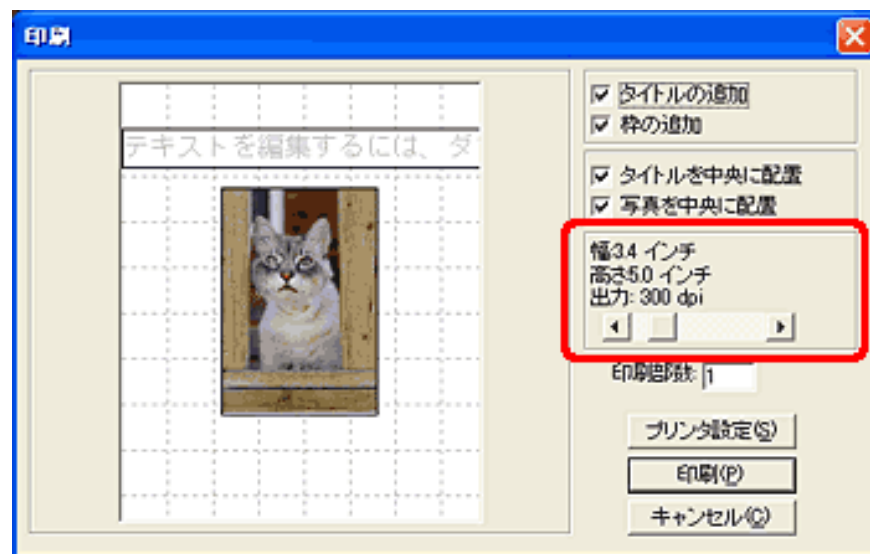 印刷
テキストを編集するには、ダ
タイトルの追加
枠の追加
タイトルを中央に配置
写真を中央に配置
幅:3.4 インチ
高さ:5.0 インチ
出力: 300 dpi
印刷部数: 1
プリンタ設定(S)
印刷(P)
キャンセル(C)